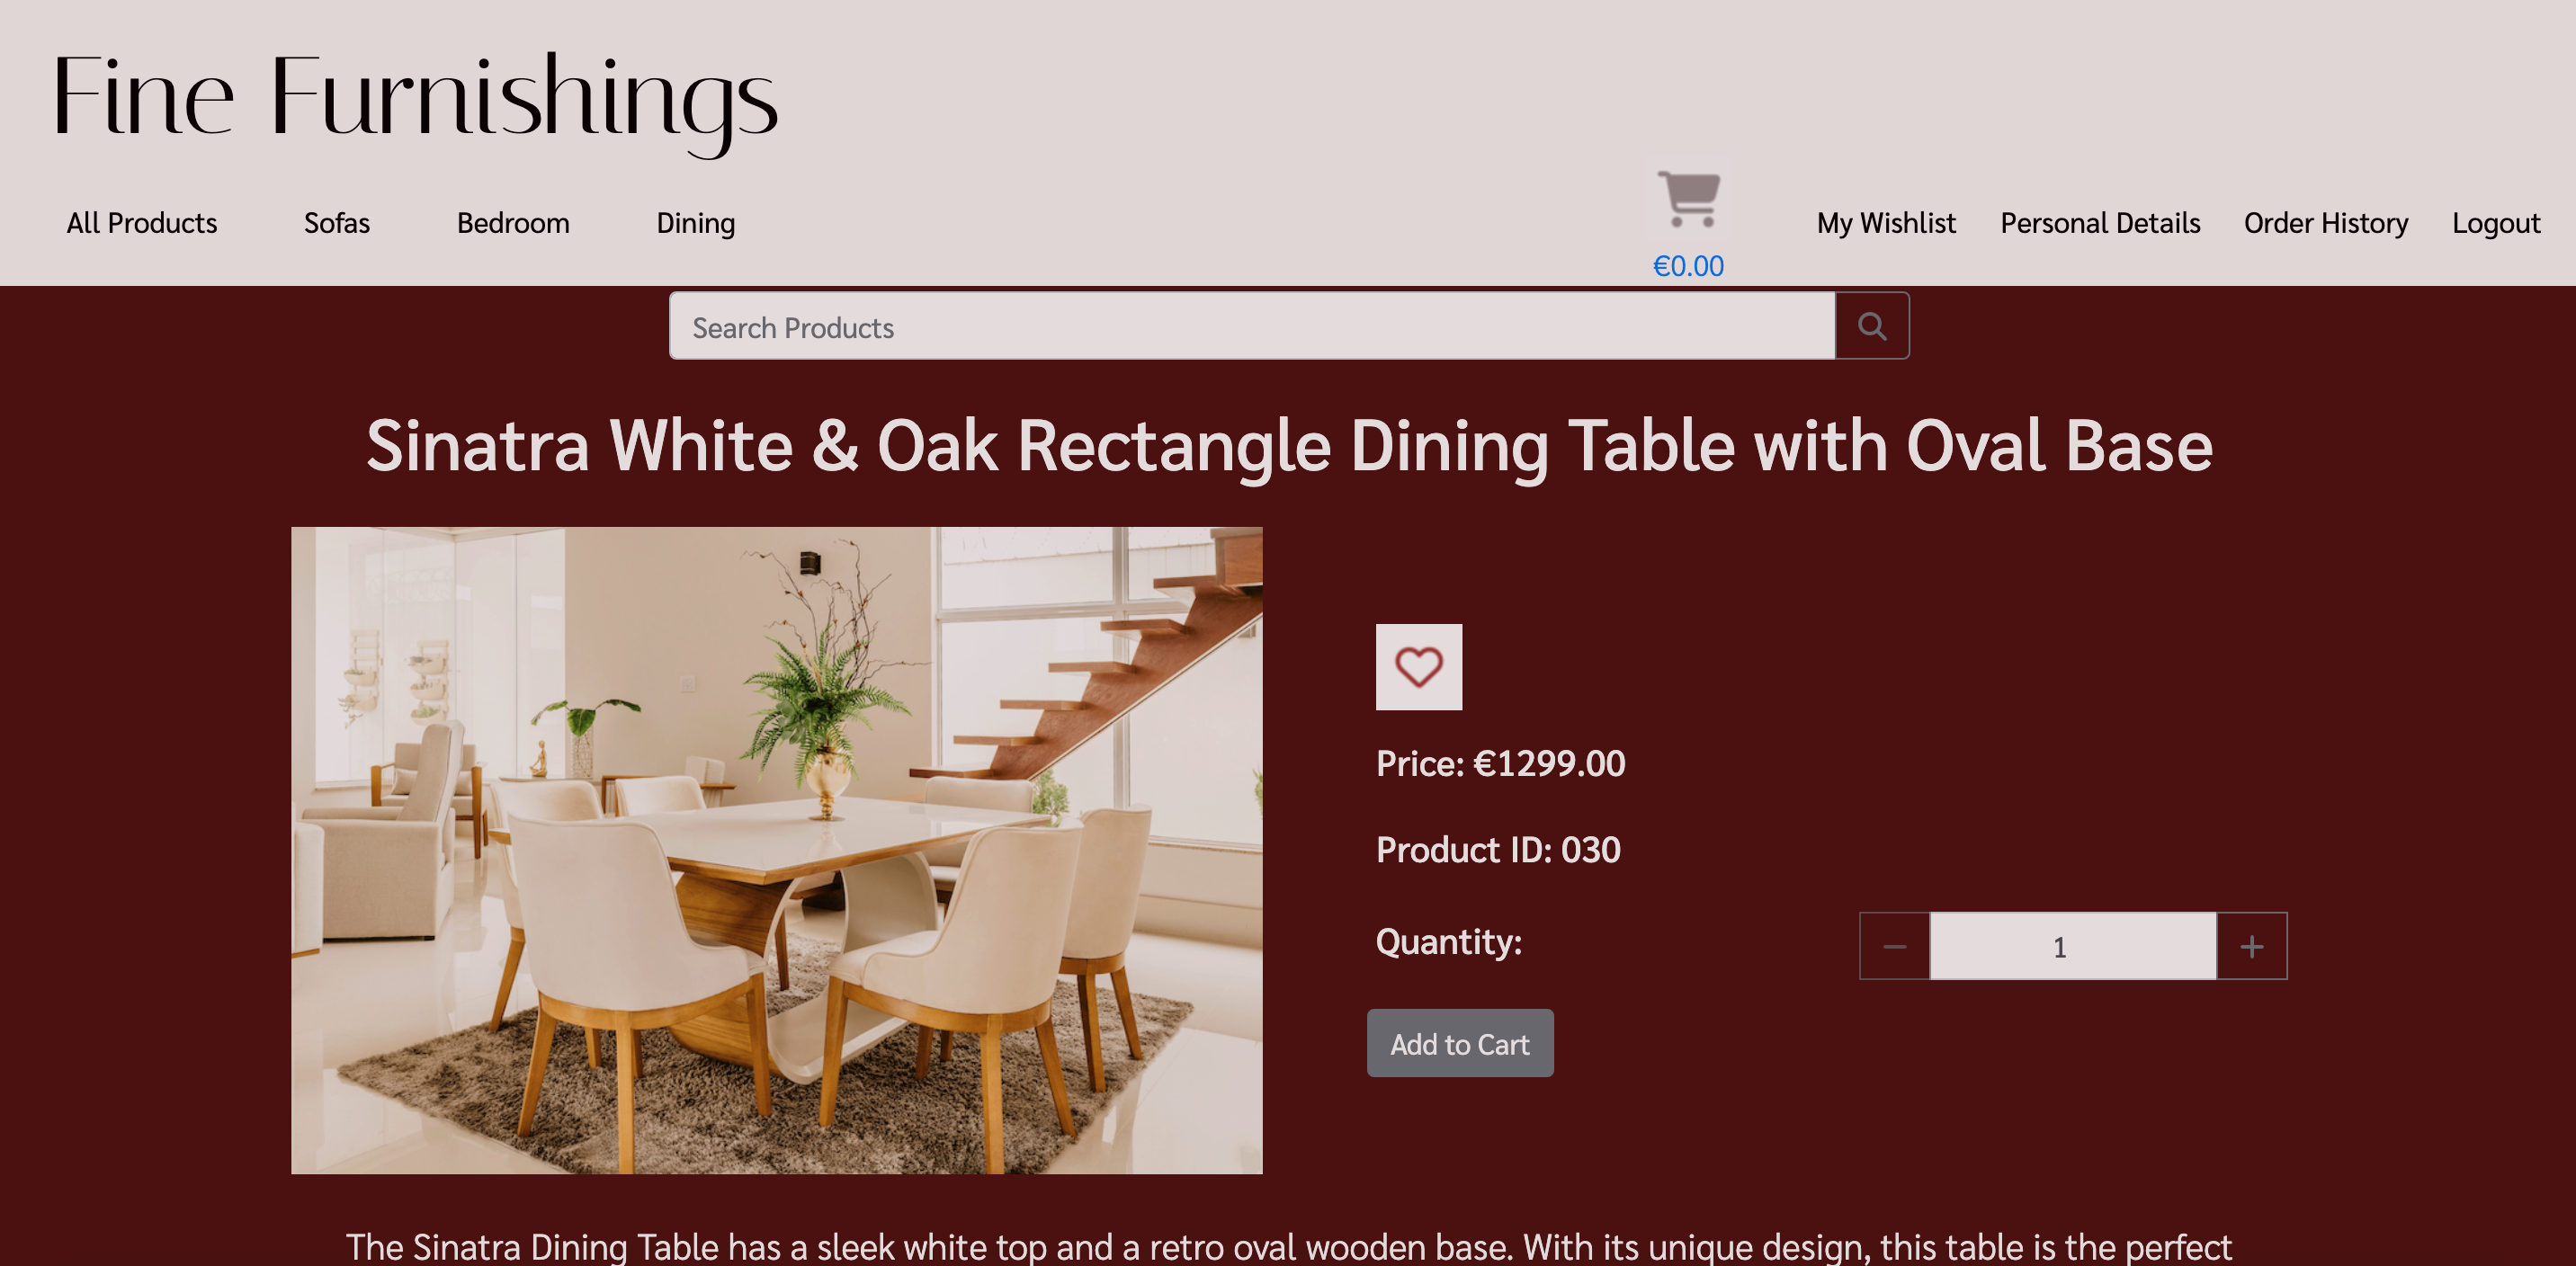 Fine Furnishings
All Products Sofas Bedroom Dining My Wishlist Personal Details Order History Logout
€0.00
Search Products
Sinatra White & Oak Rectangle Dining Table with Oval Base
Price: €1299.00
Product ID: 030
Quantity: 1
Add to Cart
The Sinatra Dining Table has a sleek white top and a retro oval wooden base. With its unique design, this table is the perfect